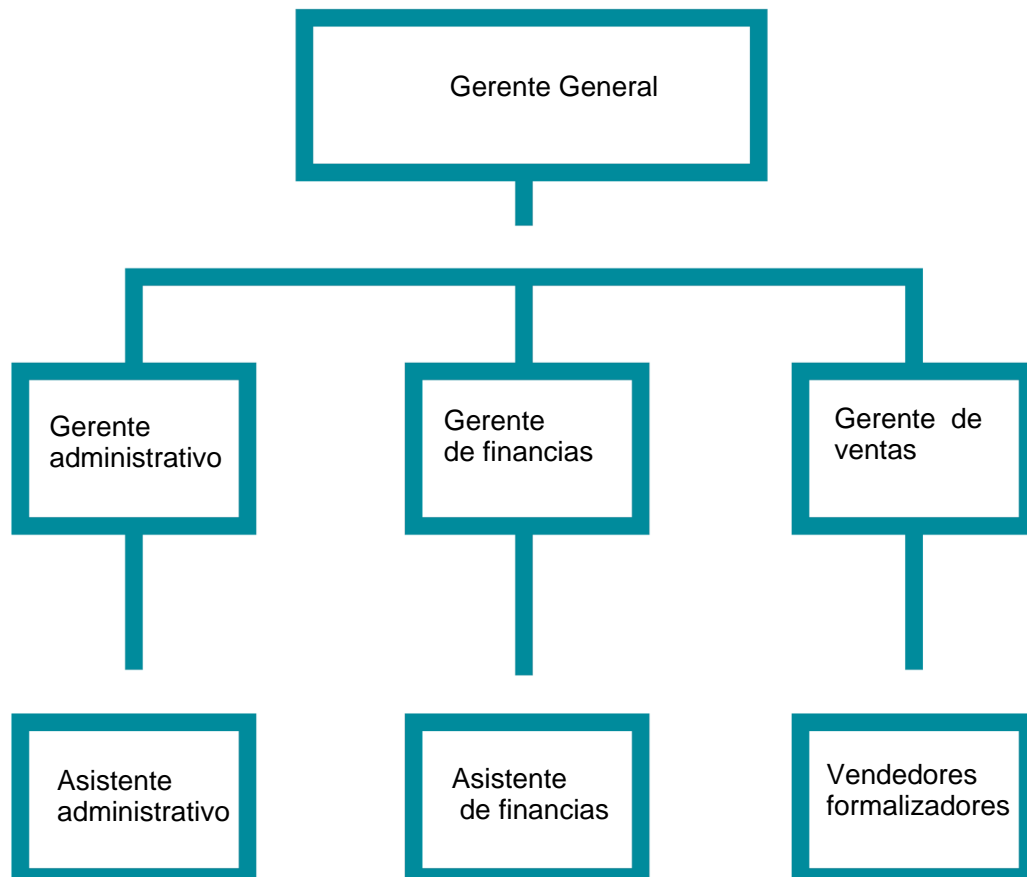 Gerente General
Gerente
administrativo
Gerente
de financias
Gerente de
ventas
Asistente
administrativo
Asistente
de financias
Vendedores
formalizadores